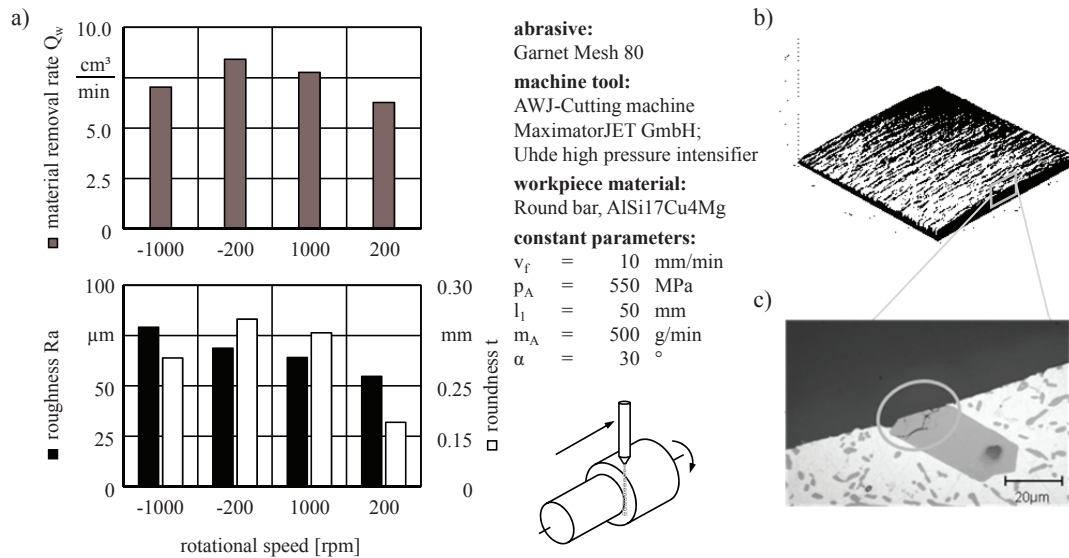 a)
material removal rate Q_w
10.0
cm³
min
5.0
2.5
0
-1000 -200 1000 200
roughness Ra
100
µm
50
25
0
0.30
mm
0.25
0.15
0
roundness t
-1000 -200 1000 200
rotational speed [rpm]
abrasive:
Garnet Mesh 80
machine tool:
AWJ-Cutting machine
MaximatorJET GmbH;
Uhde high pressure intensifier
workpiece material:
Round bar, AlSi17Cu4Mg
constant parameters:
v_f = 10 mm/min
p_A = 550 MPa
l_1 = 50 mm
m_A = 500 g/min
α = 30 °
b)
c)
20µm